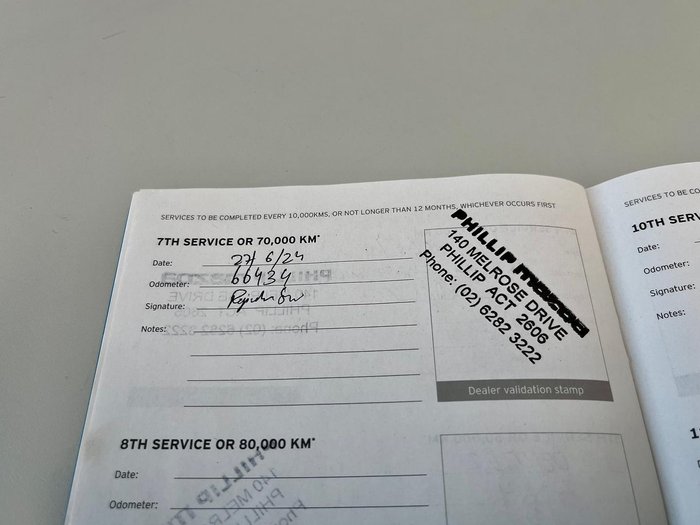 SERVICES TO BE COMPLETED EVERY 10,000KMS, OR NOT LONGER THAN 12 MONTHS, WHICHEVER OCCURS FIRST
7TH SERVICE OR 70,000 KM*
Date: 27/6/24
Odometer: 66434
Signature:
Notes:
PHILLIP mazda
140 MELROSE DRIVE
PHILLIP ACT 2606
Phone: (02) 6282 3222
Dealer validation stamp
8TH SERVICE OR 80,000 KM*
Date:
Odometer:
SERVICES TO BE CO
10TH SERV
Date:
Odometer:
Signature:
Notes: